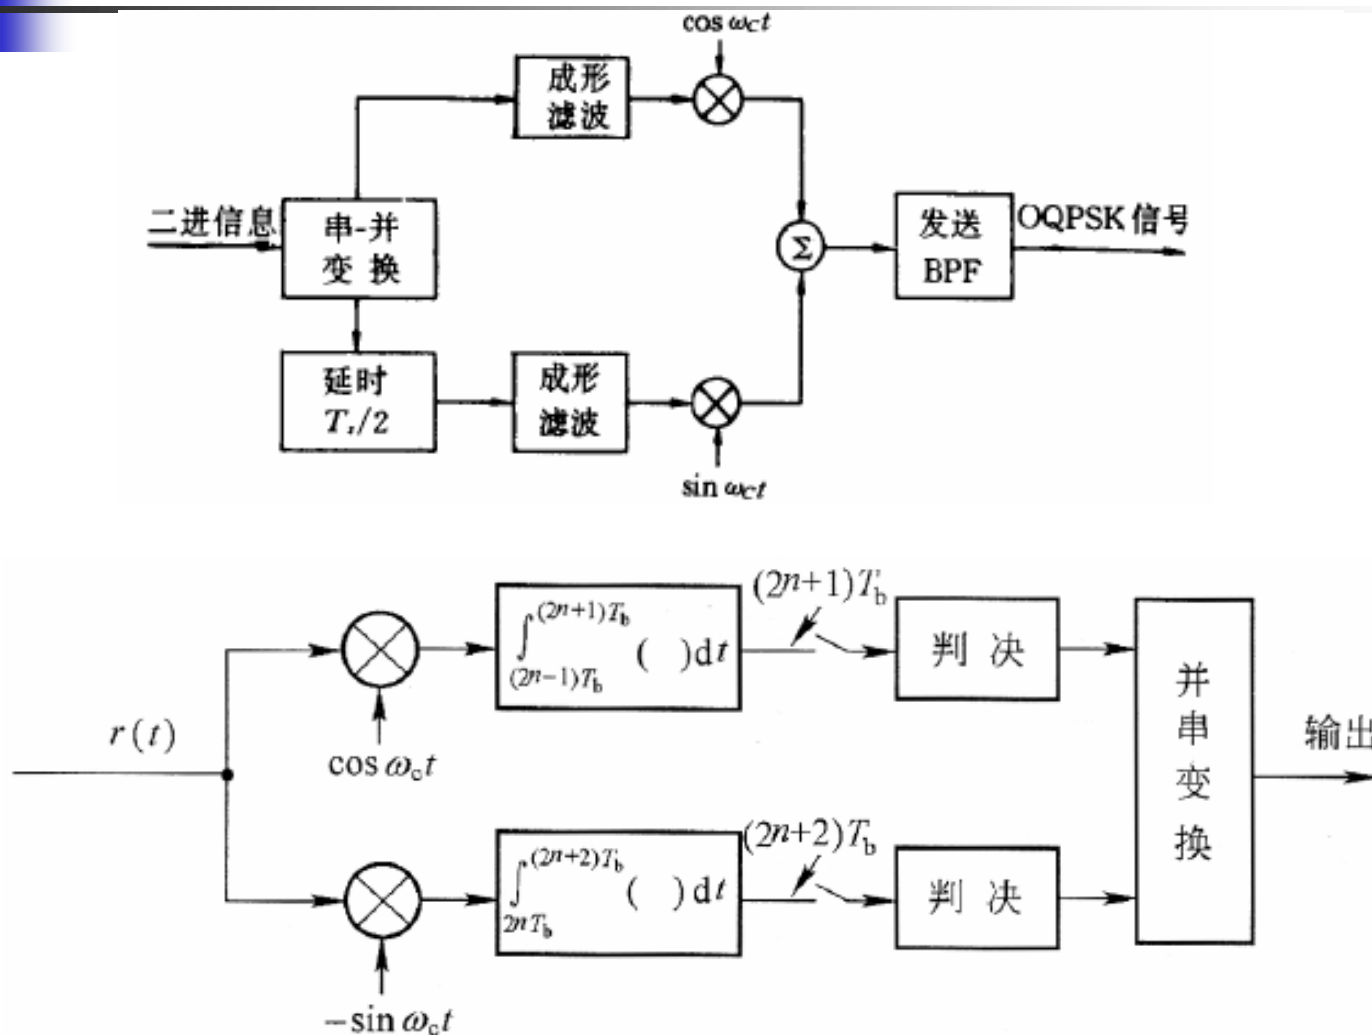 cos ωCt
成形
滤波
二进信息
串-并
变 换
Σ
发送
BPF
OQPSK 信号
延时
Ts/2
成形
滤波
sin ωCt
r(t)
cos ωct
∫(2n-1)Tb(2n+1)Tb ( )dt
(2n+1)Tb
判 决
并
串
变
换
输出
-sin ωct
∫2nTb(2n+2)Tb ( )dt
(2n+2)Tb
判 决